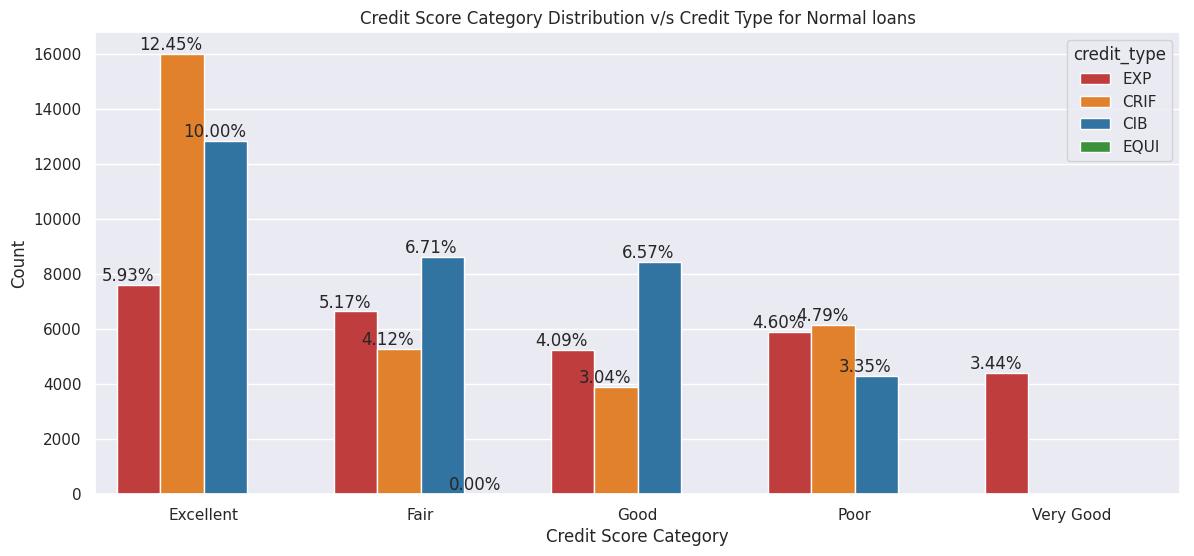 Credit Score Category Distribution v/s Credit Type for Normal loans
credit_type
EXP
CRIF
CIB
EQUI
Count
16000
14000
12000
10000
8000
6000
4000
2000
0
5.93%
12.45%
10.00%
5.17%
4.12%
6.71%
0.00%
4.09%
3.04%
6.57%
4.60%
4.79%
3.35%
3.44%
Excellent
Fair
Good
Poor
Very Good
Credit Score Category